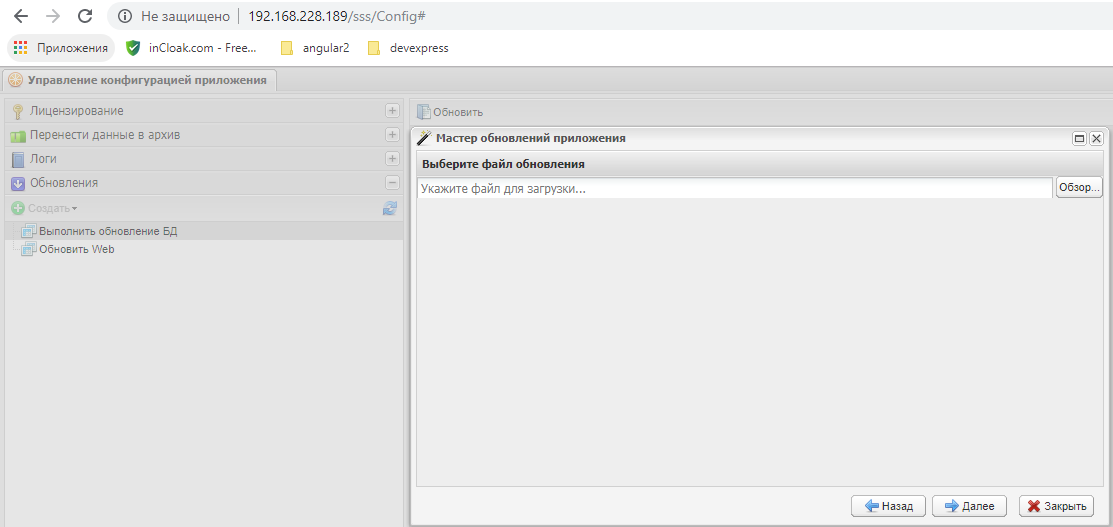 Не защищено 192.168.228.189/sss/Config#
Приложения inCloak.com - Free... angular2 devexpress
Управление конфигурацией приложения
Лицензирование
Перенести данные в архив
Логи
Обновления
Создать
Выполнить обновление БД
Обновить Web
Обновить
Мастер обновлений приложения
Выберите файл обновления
Укажите файл для загрузки... Обзор...
Назад Далее Закрыть